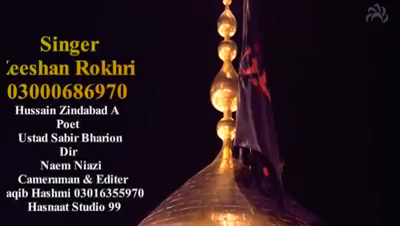 Singer
Zeeshan Rokhri
03000686970
Hussain Zindabad A
Poet
Ustad Sabir Bharion
Dir
Naem Niazi
Cameraman & Editer
aqib Hashmi 03016355970
Hasnaat Studio 99